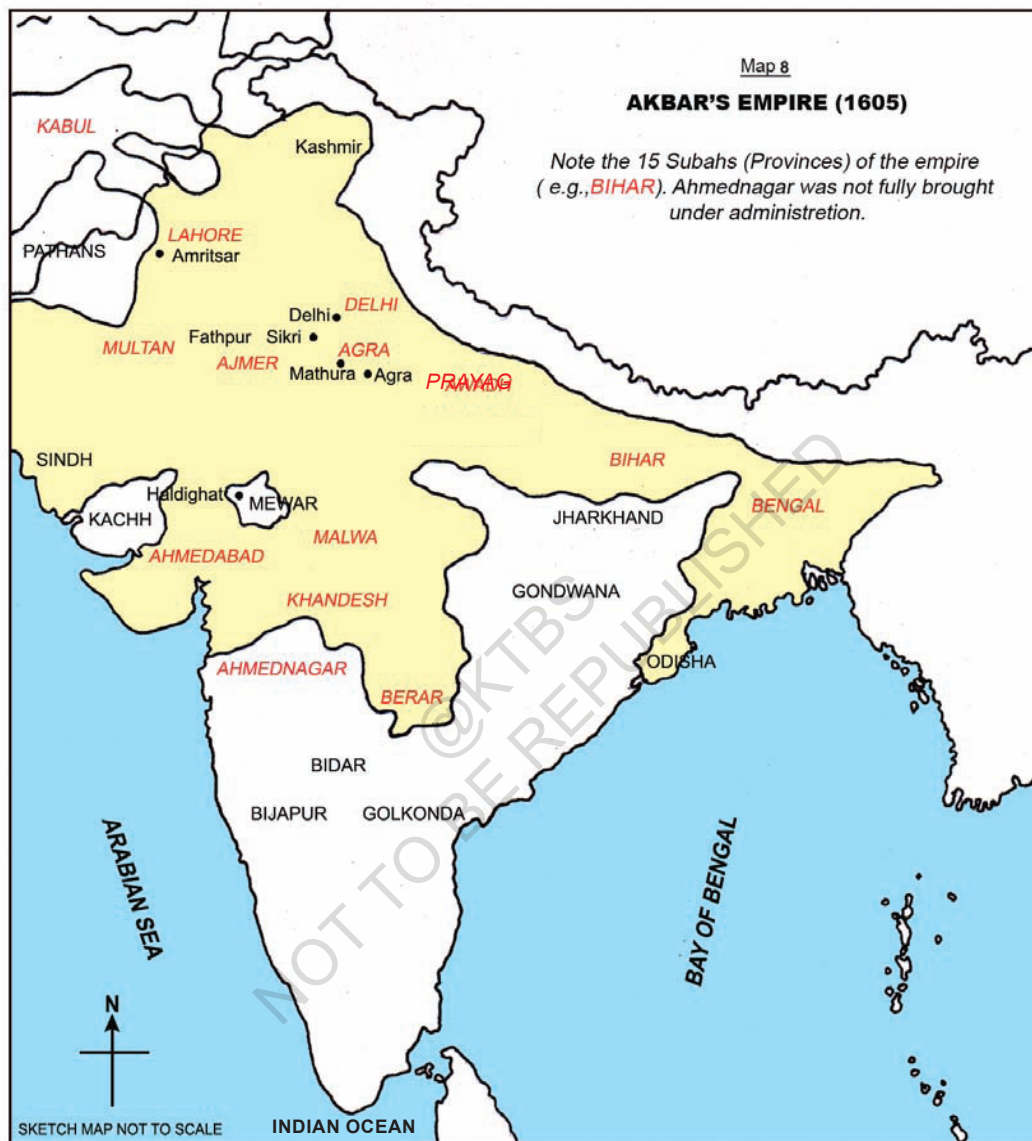 Map 8
AKBAR'S EMPIRE (1605)
Note the 15 Subahs (Provinces) of the empire
( e.g.,BIHAR). Ahmednagar was not fully brought
under administretion.
KABUL
Kashmir
LAHORE
PATHANS
Amritsar
Delhi
DELHI
Fathpur Sikri
MULTAN
AJMER
AGRA
Mathura
Agra
PRAYAG
AWADH
SINDH
BIHAR
Haldighat
MEWAR
KACHH
JHARKHAND
BENGAL
MALWA
AHMEDABAD
GONDWANA
KHANDESH
AHMEDNAGAR
ODISHA
BERAR
BIDAR
BIJAPUR
GOLKONDA
ARABIAN SEA
BAY OF BENGAL
@KTBS
NOT TO BE REPUBLISHED
N
SKETCH MAP NOT TO SCALE
INDIAN OCEAN